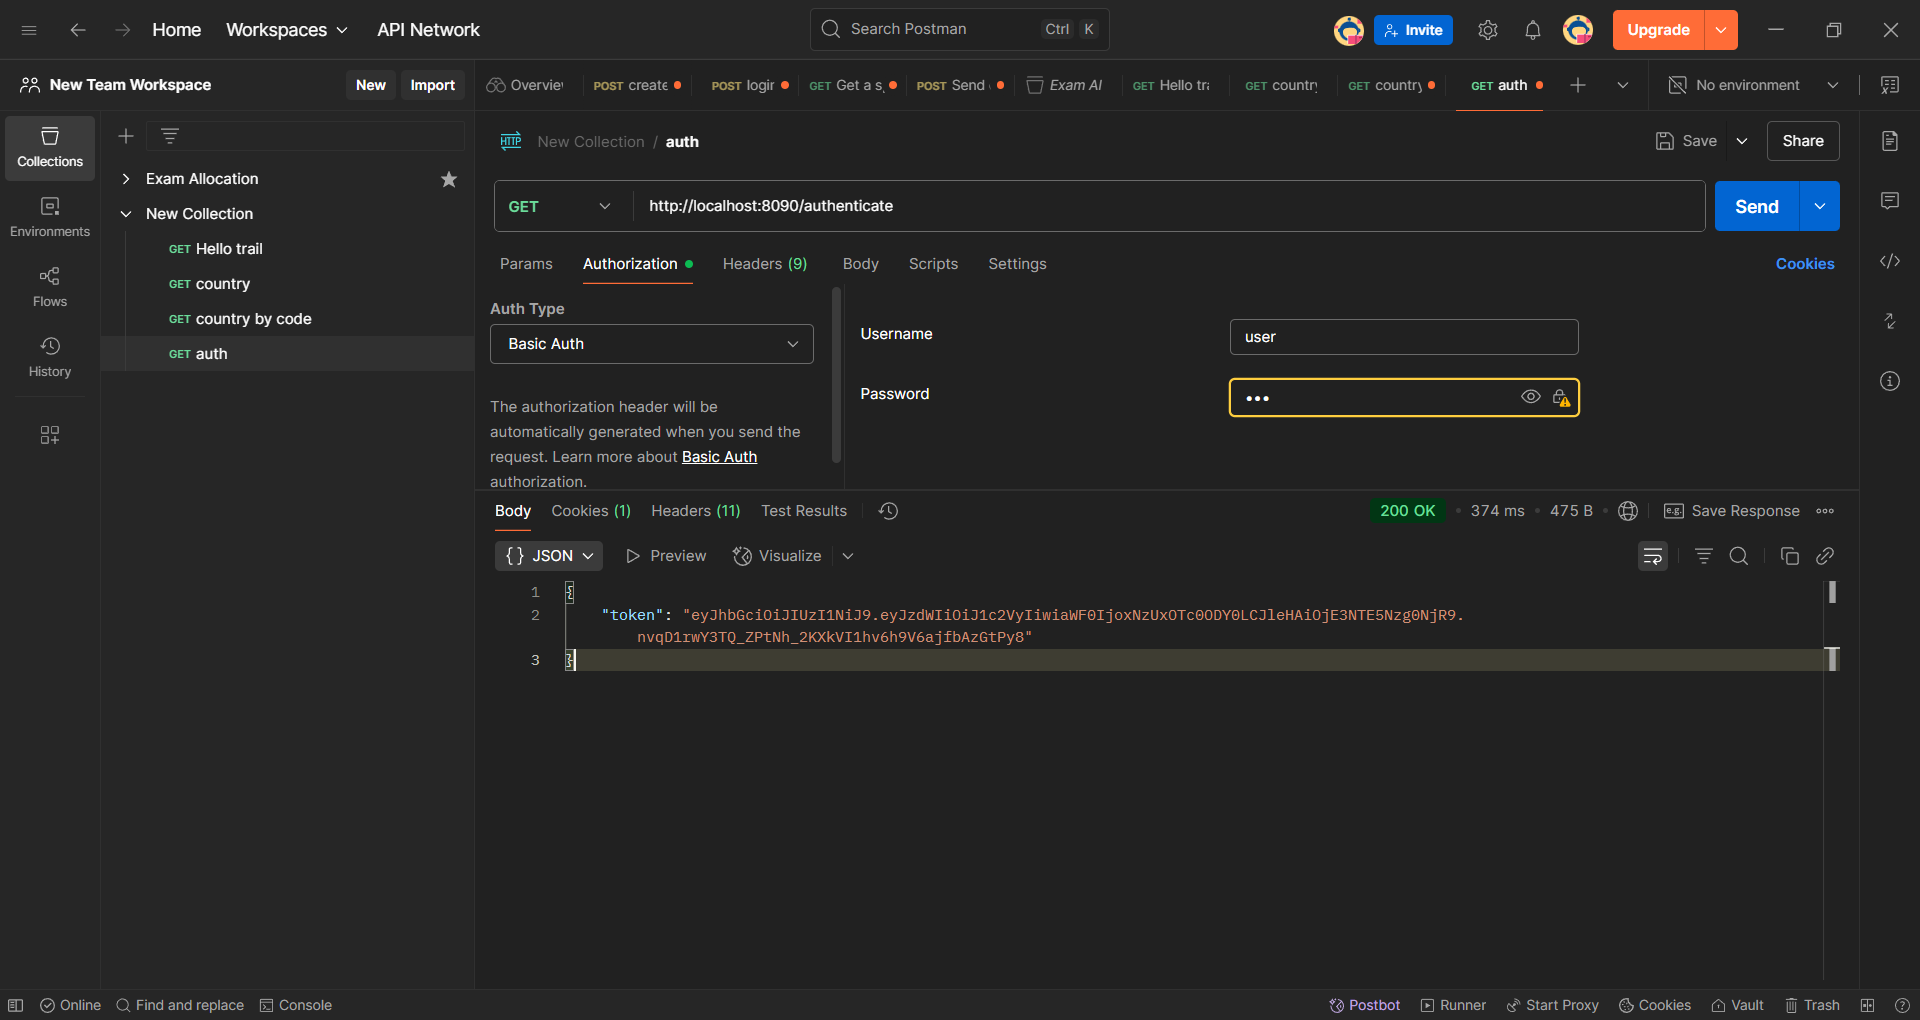 Home
Workspaces
API Network
Search Postman
Ctrl K
Invite
Upgrade
New Team Workspace
New
Import
Overview
POST create
POST login
GET Get a s
POST Send
Exam Al
GET Hello tra
GET country
GET country
GET auth
No environment
Collections
Environments
Flows
History
Exam Allocation
New Collection
GET Hello trail
GET country
GET country by code
GET auth
HTTP New Collection / auth
Save
Share
GET
http://localhost:8090/authenticate
Send
Params
Authorization
Headers (9)
Body
Scripts
Settings
Cookies
Auth Type
Basic Auth
The authorization header will be
automatically generated when you send the
request. Learn more about Basic Auth
authorization.
Username
user
Password
Body
Cookies (1)
Headers (11)
Test Results
200 OK
374 ms
475 B
e.g. Save Response
{} JSON
Preview
Visualize
1 {
2 "token": "eyJhbGciOiJIUzI1NiJ9.eyJzdWIiOiJ1c2VyIiwiaWF0IjoxNzUxOTc0ODY0LCJleHAiOjE3NTE5Nzg0NjR9.
nvqD1rwY3TQ_ZPtNh_2KXkVI1hv6h9V6ajfbAzGtPy8"
3 }
Online
Find and replace
Console
Postbot
Runner
Start Proxy
Cookies
Vault
Trash